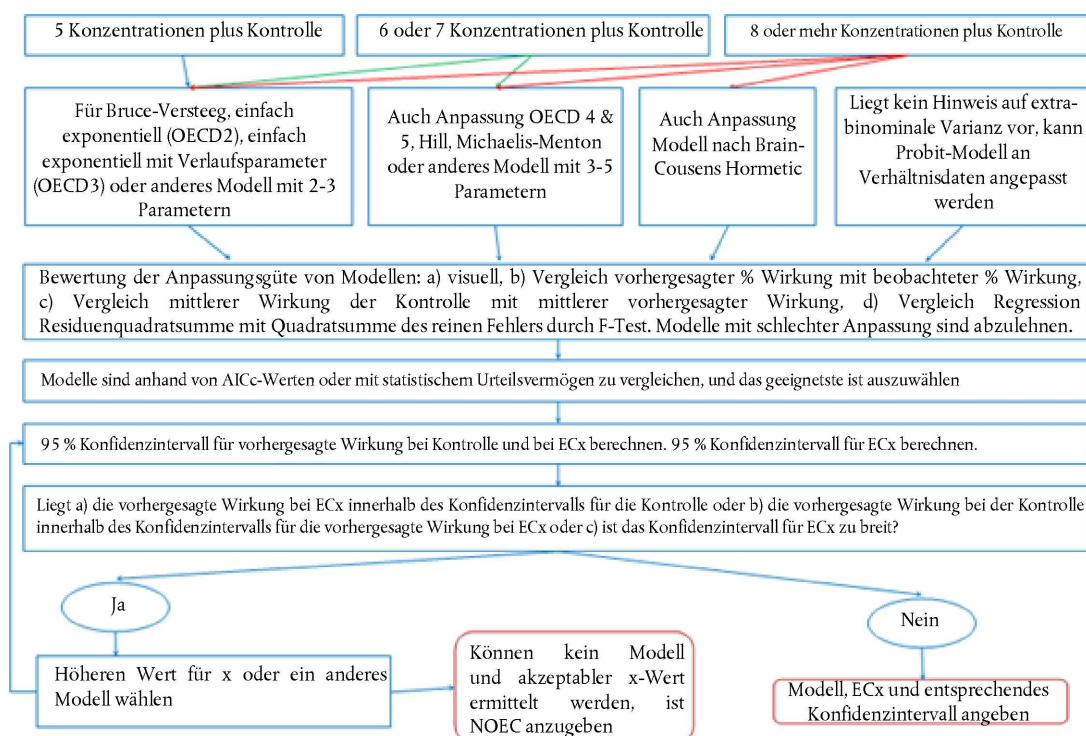 5 Konzentrationen plus Kontrolle
6 oder 7 Konzentrationen plus Kontrolle
8 oder mehr Konzentrationen plus Kontrolle
Für Bruce-Versteeg, einfach
exponentiell (OECD2), einfach
exponentiell mit Verlaufsparameter
(OECD3) oder anderes Modell mit 2-3
Parametern
Auch Anpassung OECD 4 &
5, Hill, Michaelis-Menton
oder anderes Modell mit 3-5
Parametern
Auch Anpassung
Modell nach Brain-
Cousens Hormetic
Liegt kein Hinweis auf extra-
binominale Varianz vor, kann
Probit-Modell an
Verhältnisdaten angepasst
werden
Bewertung der Anpassungsgüte von Modellen: a) visuell, b) Vergleich vorhergesagter % Wirkung mit beobachteter % Wirkung,
c) Vergleich mittlerer Wirkung der Kontrolle mit mittlerer vorhergesagter Wirkung, d) Vergleich Regression
Residuenquadratsumme mit Quadratsumme des reinen Fehlers durch F-Test. Modelle mit schlechter Anpassung sind abzulehnen.
Modelle sind anhand von AICc-Werten oder mit statistischem Urteilsvermögen zu vergleichen, und das geeignetste ist auszuwählen
95 % Konfidenzintervall für vorhergesagte Wirkung bei Kontrolle und bei ECx berechnen. 95 % Konfidenzintervall für ECx berechnen.
Liegt a) die vorhergesagte Wirkung bei ECx innerhalb des Konfidenzintervalls für die Kontrolle oder b) die vorhergesagte Wirkung bei der Kontrolle
innerhalb des Konfidenzintervalls für die vorhergesagte Wirkung bei ECx oder c) ist das Konfidenzintervall für ECx zu breit?
Ja
Nein
Höheren Wert für x oder ein anderes
Modell wählen
Können kein Modell
und akzeptabler x-Wert
ermittelt werden, ist
NOEC anzugeben
Modell, ECx und entsprechendes
Konfidenzintervall angeben